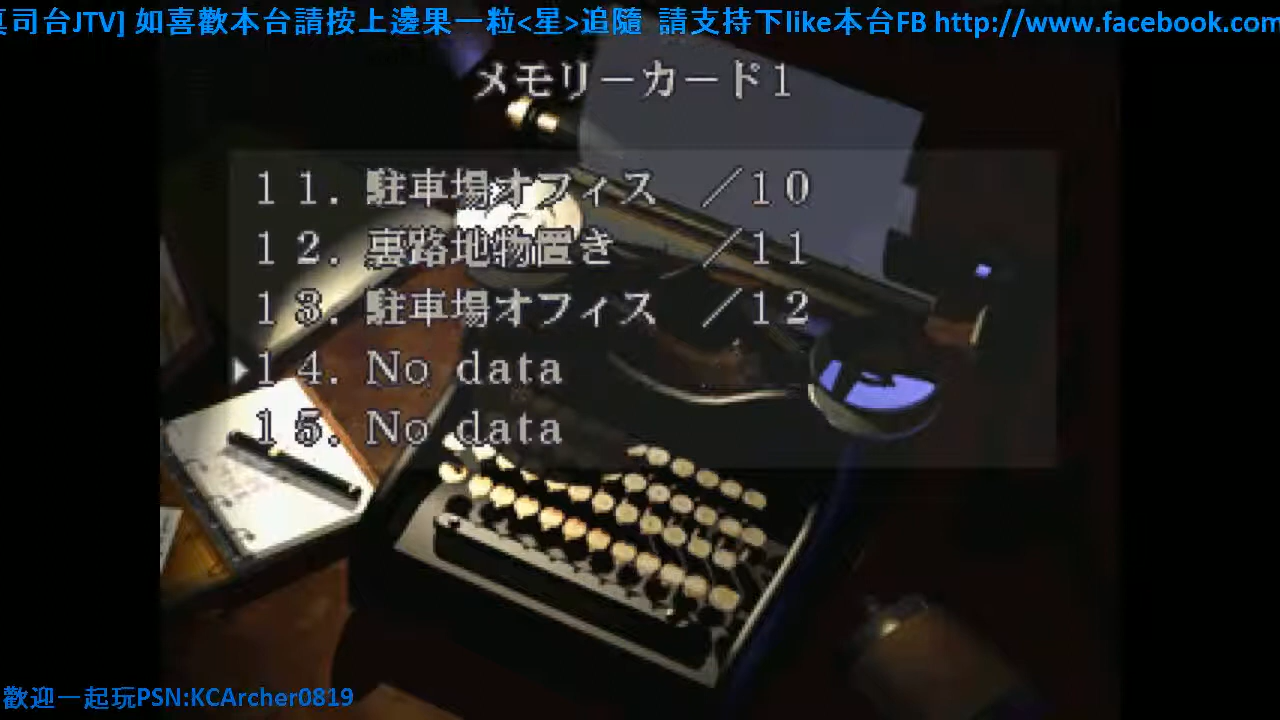 真司台JTV] 如喜歡本台請按上邊果一粒<星>追隨 請支持下like本台FB http://www.facebook.com
メモリーカード1
11. 駐車場オフィス ／10
12. 裏路地物置き ／11
13. 駐車場オフィス ／12
14. No data
15. No data
歡迎一起玩PSN:KCArcher0819